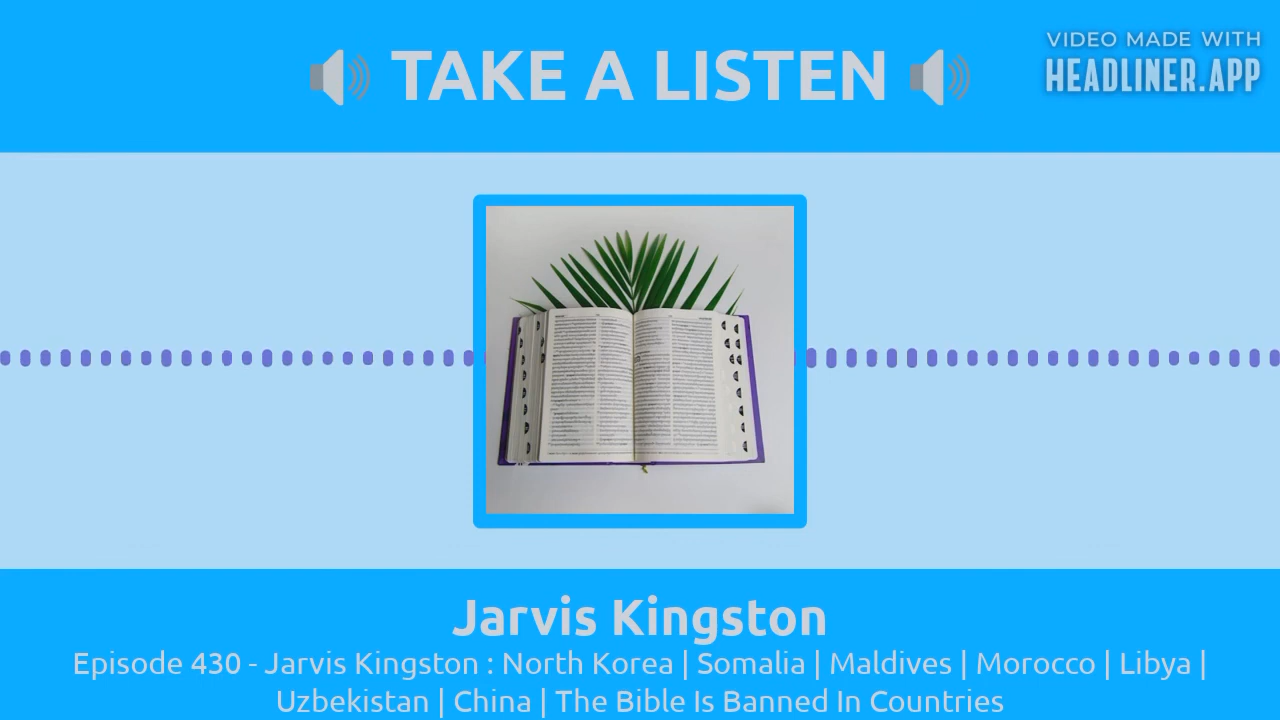 VIDEO MADE WITH
TAKE A LISTEN
HEADLINER.APP
Jarvis Kingston
Episode 430 - Jarvis Kingston : North Korea | Somalia | Maldives | Morocco | Libya |
Uzbekistan | China | The Bible Is Banned In Countries